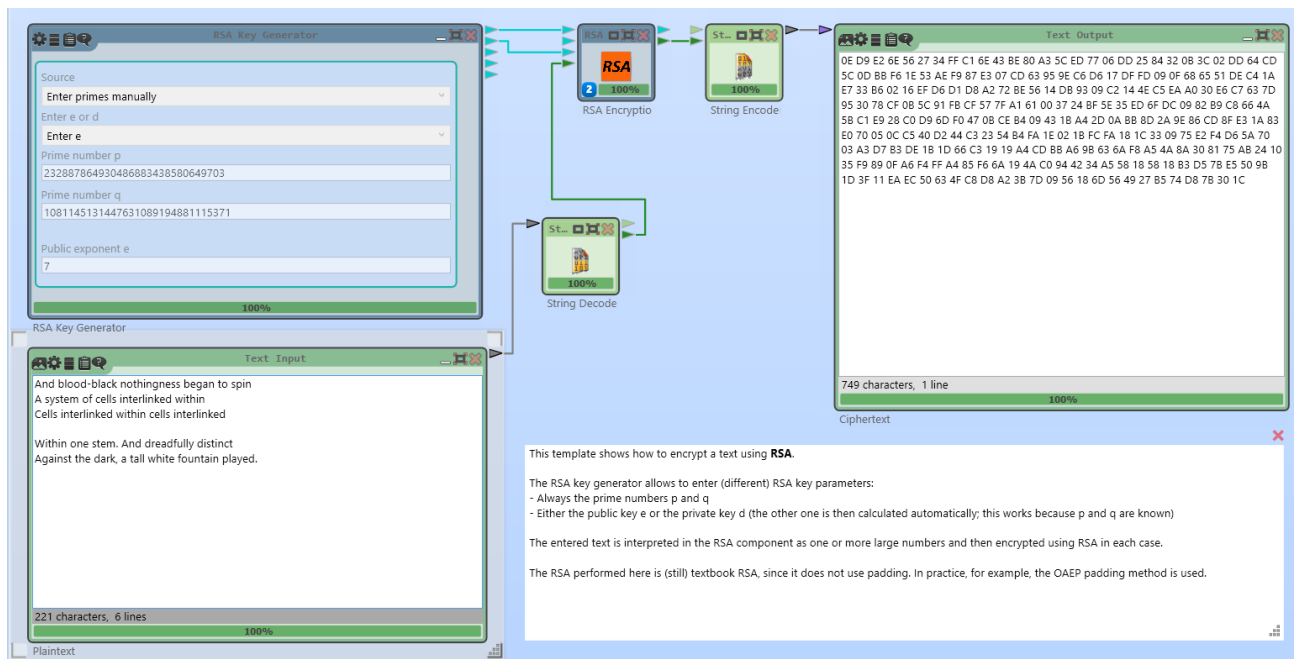 RSA Key Generator
Source
Enter primes manually
Enter e or d
Enter e
Prime number p
232887864930486883438580649703
Prime number q
1081145131447631089194881115371
Public exponent e
7
100%
RSA Key Generator
Text Input
And blood-black nothingness began to spin
A system of cells interlinked within
Cells interlinked within cells interlinked
Within one stem. And dreadfully distinct
Against the dark, a tall white fountain played.
221 characters, 6 lines
100%
Plaintext
RSA
RSA
2 100%
RSA Encryptio
St...
100%
String Encode
St...
100%
String Decode
Text Output
0E D9 E2 6E 56 27 34 FF C1 6E 43 BE 80 A3 5C ED 77 06 DD 25 84 32 0B 3C 02 DD 64 CD
5C 0D BB F6 1E 53 AE F9 87 E3 07 CD 63 95 9E C6 D6 17 DF FD 09 0F 68 65 51 DE C4 1A
E7 33 B6 02 16 EF D6 D1 D8 A2 72 BE 56 14 DB 93 09 C2 14 4E C5 EA A0 30 E6 C7 63 7D
95 30 78 CF 0B 5C 91 FB CF 57 7F A1 61 00 37 24 BF 5E 35 ED 6F DC 09 82 B9 C8 66 4A
5B C1 E9 28 C0 D9 6D F0 47 0B CE B4 09 43 1B A4 2D 0A BB 8D 2A 9E 86 CD 8F E3 1A 83
E0 70 05 0C C5 40 D2 44 C3 23 54 B4 FA 1E 02 1B FC FA 18 1C 33 09 75 E2 F4 D6 5A 70
03 A3 D7 B3 DE 1B 1D 66 C3 19 19 A4 CD BB A6 9B 63 6A F8 A5 4A 8A 30 81 75 AB 24 10
35 F9 89 0F A6 F4 FF A4 85 F6 6A 19 4A C0 94 42 34 A5 58 18 58 18 B3 D5 7B E5 50 9B
1D 3F 11 EA EC 50 63 4F C8 D8 A2 3B 7D 09 56 18 6D 56 49 27 B5 74 D8 7B 30 1C
749 characters, 1 line
100%
Ciphertext
This template shows how to encrypt a text using RSA.
The RSA key generator allows to enter (different) RSA key parameters:
- Always the prime numbers p and q
- Either the public key e or the private key d (the other one is then calculated automatically; this works because p and q are known)
The entered text is interpreted in the RSA component as one or more large numbers and then encrypted using RSA in each case.
The RSA performed here is (still) textbook RSA, since it does not use padding. In practice, for example, the OAEP padding method is used.